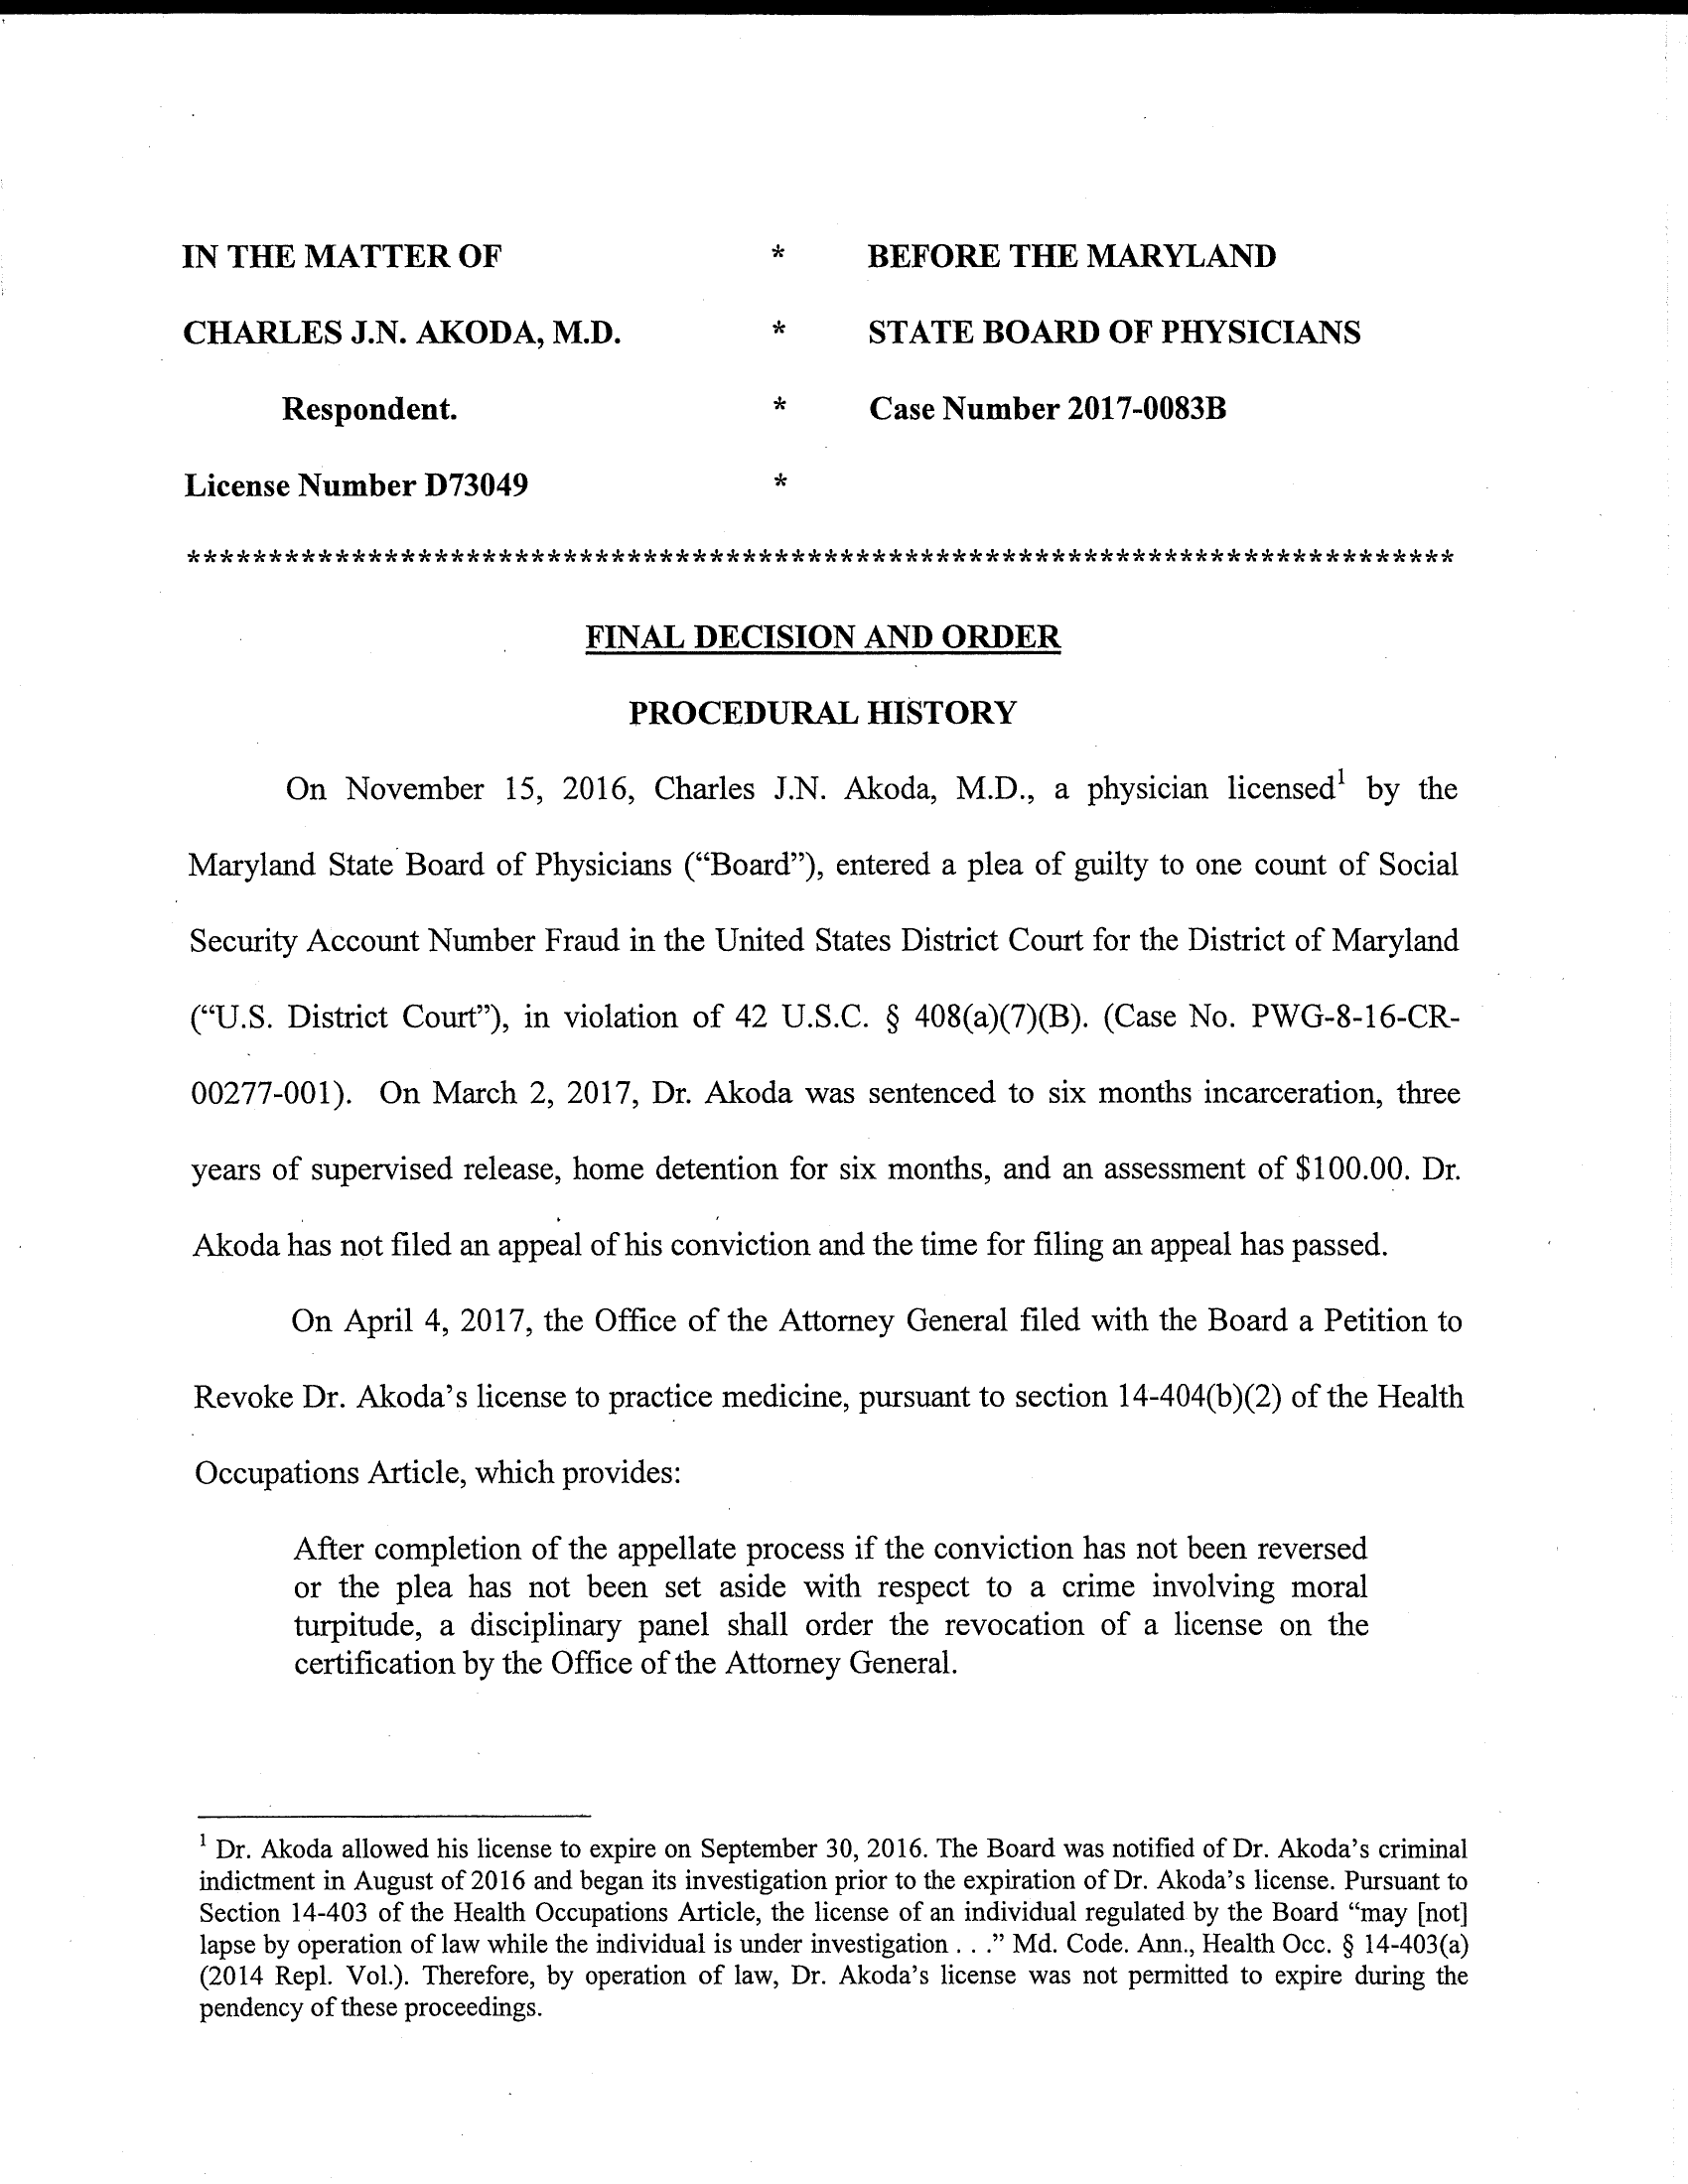 IN THE MATTER OF * BEFORE THE MARYLAND
CHARLES J.N. AKODA, M.D. * STATE BOARD OF PHYSICIANS
Respondent. * Case Number 2017-0083B
License Number D73049 *
******************************************************************************
FINAL DECISION AND ORDER
PROCEDURAL HISTORY
On November 15, 2016, Charles J.N. Akoda, M.D., a physician licensed¹ by the
Maryland State Board of Physicians (“Board”), entered a plea of guilty to one count of Social
Security Account Number Fraud in the United States District Court for the District of Maryland
(“U.S. District Court”), in violation of 42 U.S.C. § 408(a)(7)(B). (Case No. PWG-8-16-CR-
00277-001). On March 2, 2017, Dr. Akoda was sentenced to six months incarceration, three
years of supervised release, home detention for six months, and an assessment of $100.00. Dr.
Akoda has not filed an appeal of his conviction and the time for filing an appeal has passed.
On April 4, 2017, the Office of the Attorney General filed with the Board a Petition to
Revoke Dr. Akoda’s license to practice medicine, pursuant to section 14-404(b)(2) of the Health
Occupations Article, which provides:
After completion of the appellate process if the conviction has not been reversed
or the plea has not been set aside with respect to a crime involving moral
turpitude, a disciplinary panel shall order the revocation of a license on the
certification by the Office of the Attorney General.
¹ Dr. Akoda allowed his license to expire on September 30, 2016. The Board was notified of Dr. Akoda’s criminal
indictment in August of 2016 and began its investigation prior to the expiration of Dr. Akoda’s license. Pursuant to
Section 14-403 of the Health Occupations Article, the license of an individual regulated by the Board “may [not]
lapse by operation of law while the individual is under investigation . . .” Md. Code. Ann., Health Occ. § 14-403(a)
(2014 Repl. Vol.). Therefore, by operation of law, Dr. Akoda’s license was not permitted to expire during the
pendency of these proceedings.